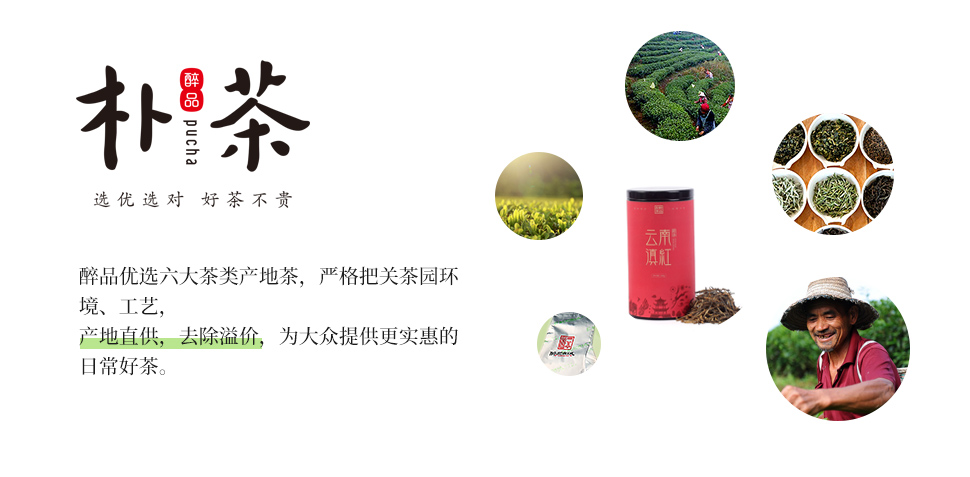 朴茶
醉品
pucha
选优选对 好茶不贵
醉品优选六大茶类产地茶，严格把关茶园环
境、工艺，
产地直供，去除溢价，为大众提供更实惠的
日常好茶。
云南
滇紅